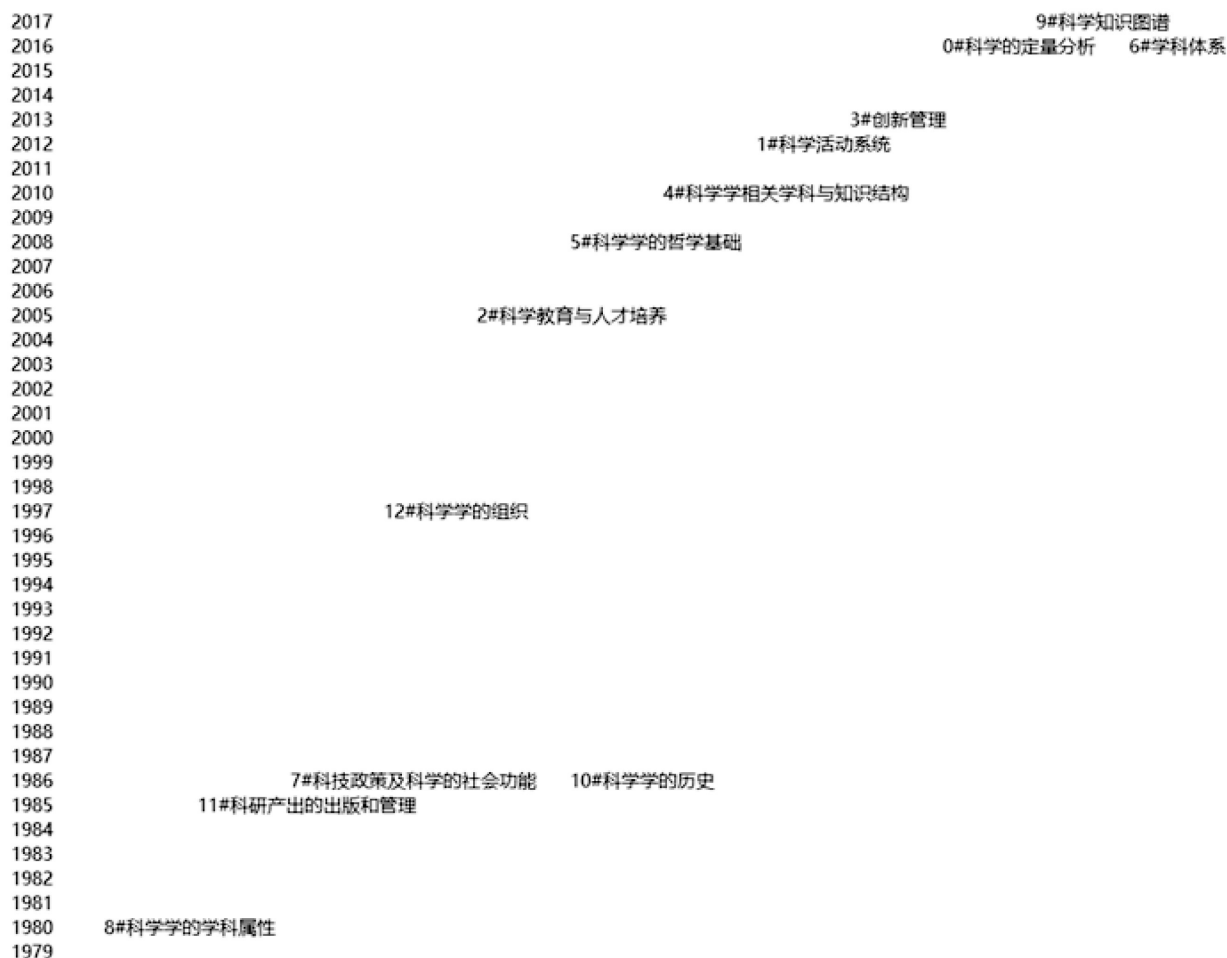 2017 9#科学知识图谱
2016 0#科学的定量分析 6#学科体系
2015
2014
2013 3#创新管理
2012 1#科学活动系统
2011
2010 4#科学学相关学科与知识结构
2009
2008 5#科学学的哲学基础
2007
2006
2005 2#科学教育与人才培养
2004
2003
2002
2001
2000
1999
1998
1997 12#科学学的组织
1996
1995
1994
1993
1992
1991
1990
1989
1988
1987
1986 7#科技政策及科学的社会功能 10#科学学的历史
1985 11#科研产出的出版和管理
1984
1983
1982
1981
1980 8#科学学的学科属性
1979